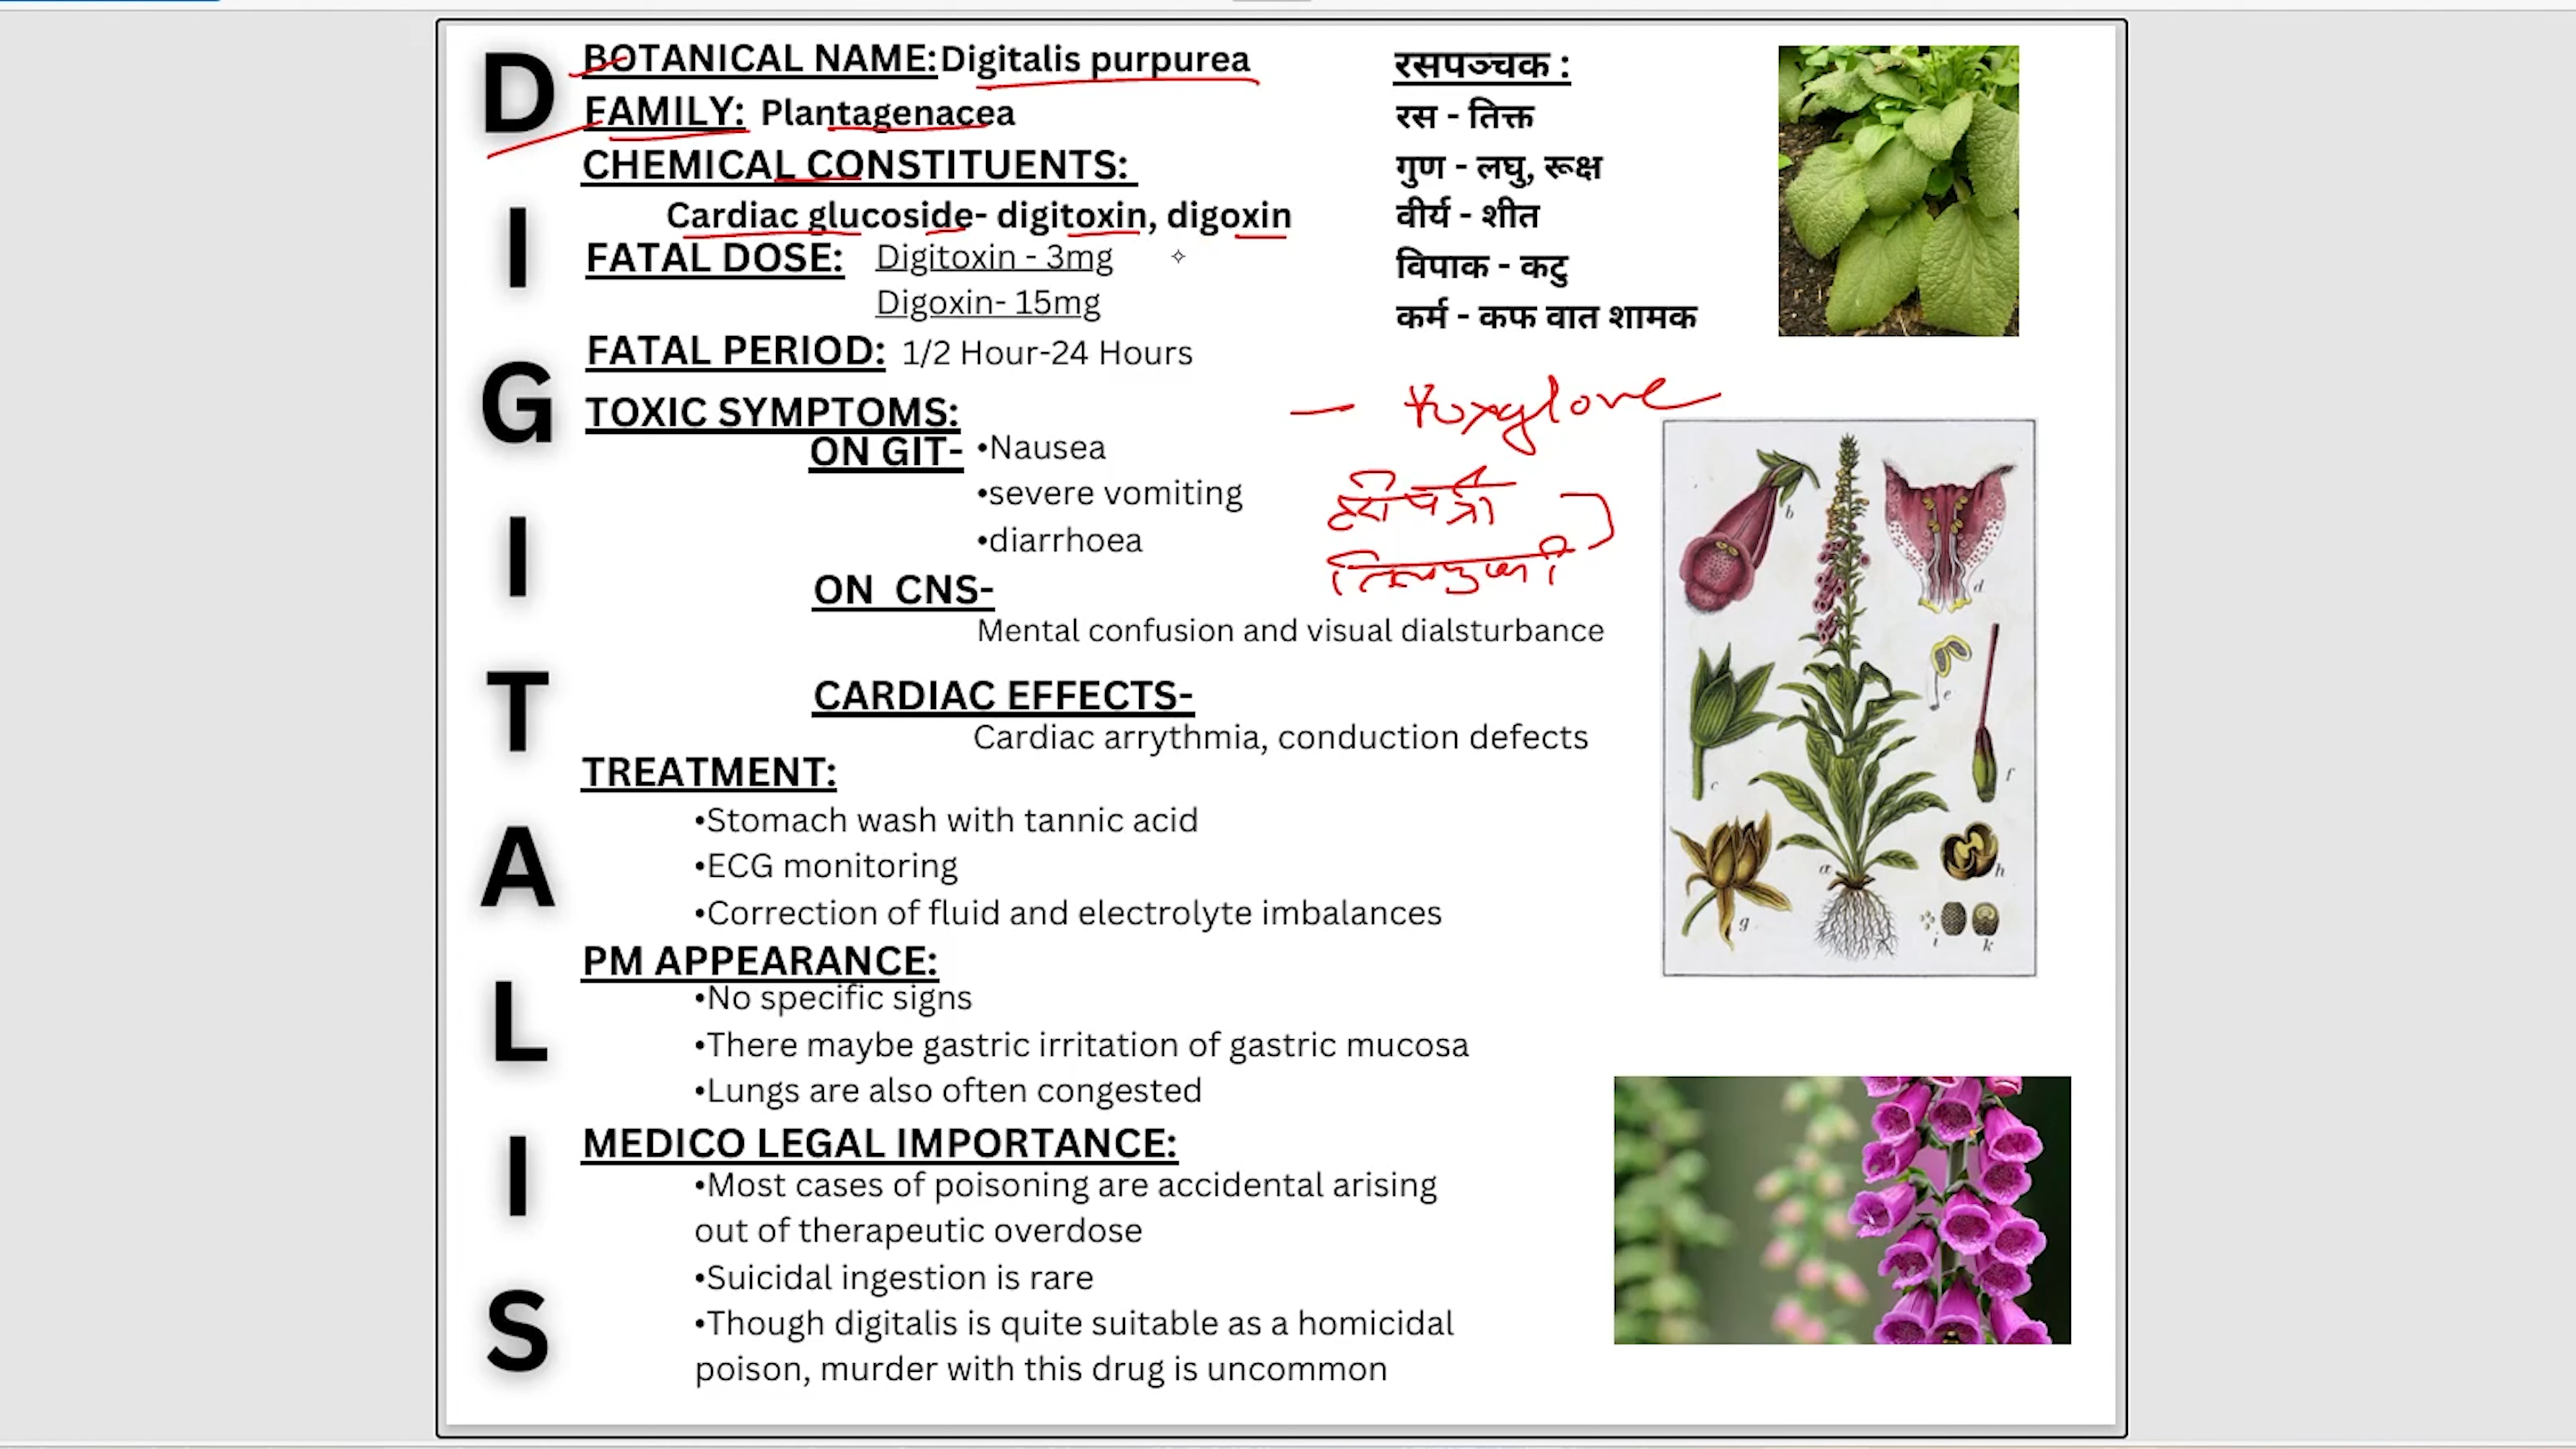 DIGITALIS
BOTANICAL NAME:Digitalis purpurea
FAMILY: Plantagenacea
CHEMICAL CONSTITUENTS:
Cardiac glucoside- digitoxin, digoxin
FATAL DOSE: Digitoxin - 3mg
Digoxin- 15mg
FATAL PERIOD: 1/2 Hour-24 Hours
TOXIC SYMPTOMS:
ON GIT- •Nausea
•severe vomiting
•diarrhoea
ON CNS-
Mental confusion and visual dialsturbance
CARDIAC EFFECTS-
Cardiac arrythmia, conduction defects
TREATMENT:
•Stomach wash with tannic acid
•ECG monitoring
•Correction of fluid and electrolyte imbalances
PM APPEARANCE:
•No specific signs
•There maybe gastric irritation of gastric mucosa
•Lungs are also often congested
MEDICO LEGAL IMPORTANCE:
•Most cases of poisoning are accidental arising
out of therapeutic overdose
•Suicidal ingestion is rare
•Though digitalis is quite suitable as a homicidal
poison, murder with this drug is uncommon
रसपञ्चक :
रस - तिक्त
गुण - लघु, रूक्ष
वीर्य - शीत
विपाक - कटु
कर्म - कफ वात शामक
- foxglove
b
d
e
c
f
a
g
h
i
k